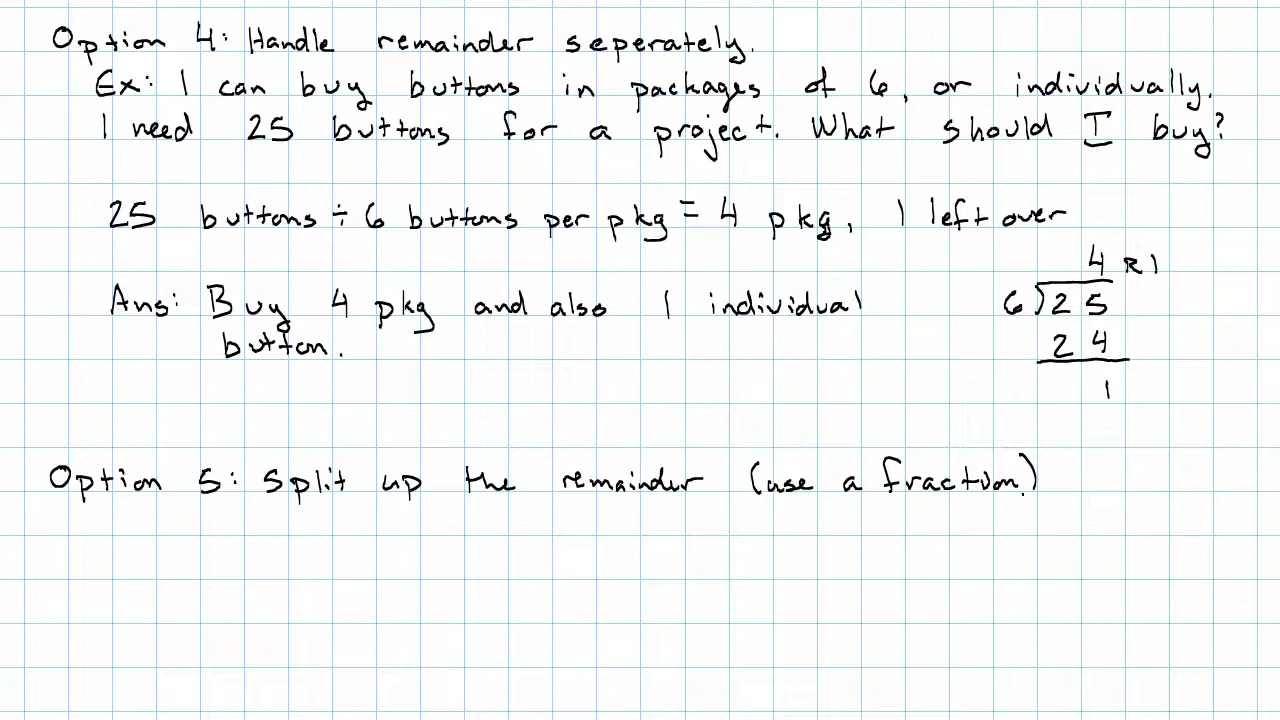 Option 4: Handle remainder seperately.
Ex: I can buy buttons in packages of 6, or individually.
I need 25 buttons for a project. What should I buy?
25 buttons ÷ 6 buttons per pkg = 4 pkg, 1 left over
4 R1
Ans: Buy 4 pkg and also 1 individual
6)25
button.
24
1
Option 5: Split up the remainder (use a fraction.)